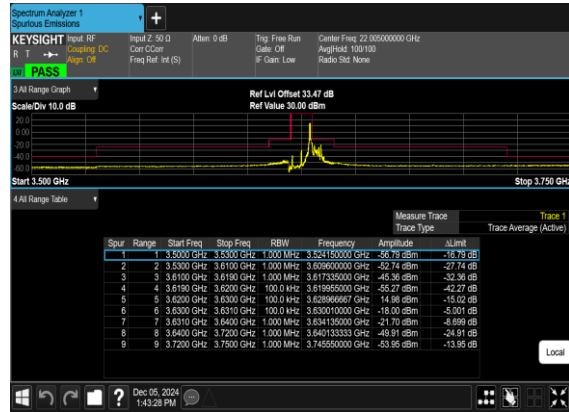 Spectrum Analyzer 1
Spurious Emissions
+
KEYSIGHT Input: RF Input Z: 50 Ω Atten: 0 dB Trig: Free Run Center Freq: 22.005000000 GHz
R T Coupling: DC Corr CCorr Gate: Off Avg|Hold: 100/100
Align: Off Freq Ref: Int (S) IF Gain: Low Radio Std: None
PASS
3 All Range Graph
Ref Lvl Offset 33.47 dB
Scale/Div 10.0 dB Ref Value 30.00 dBm
20.0
0.00
-20.0
-40.0
-60.0
Start 3.500 GHz Stop 3.750 GHz
4 All Range Table
Measure Trace Trace 1
Trace Type Trace Average (Active)
Spur Range Start Freq Stop Freq RBW Frequency Amplitude ΔLimit
1 1 3.5000 GHz 3.5300 GHz 1.000 MHz 3.524150000 GHz -56.79 dBm -16.79 dB
2 2 3.5300 GHz 3.6100 GHz 1.000 MHz 3.609600000 GHz -52.74 dBm -27.74 dB
3 3 3.6100 GHz 3.6190 GHz 1.000 MHz 3.617335000 GHz -45.36 dBm -32.36 dB
4 4 3.6190 GHz 3.6200 GHz 100.0 kHz 3.619955000 GHz -55.27 dBm -42.27 dB
5 5 3.6200 GHz 3.6300 GHz 100.0 kHz 3.628966667 GHz 14.98 dBm -15.02 dB
6 6 3.6300 GHz 3.6310 GHz 100.0 kHz 3.630010000 GHz -18.00 dBm -5.001 dB
7 7 3.6310 GHz 3.6400 GHz 1.000 MHz 3.634135000 GHz -21.70 dBm -8.699 dB
8 8 3.6400 GHz 3.7200 GHz 1.000 MHz 3.640133333 GHz -49.91 dBm -24.91 dB
9 9 3.7200 GHz 3.7500 GHz 1.000 MHz 3.745550000 GHz -53.95 dBm -13.95 dB
Local
? Dec 05, 2024
1:43:28 PM